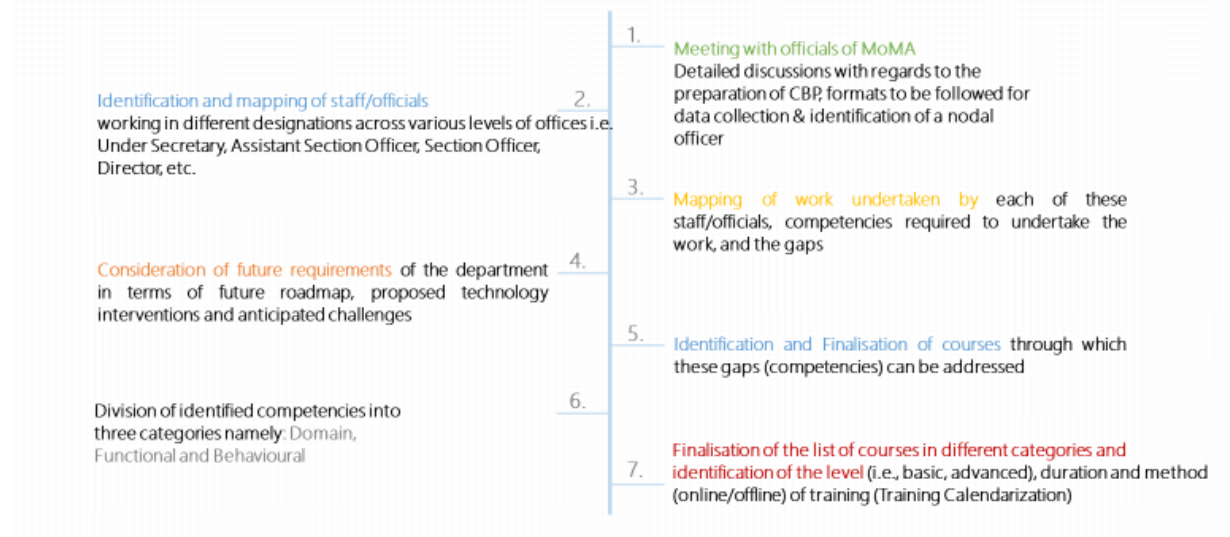 1.
Meeting with officials of MoMA
Detailed discussions with regards to the
preparation of CBP, formats to be followed for
data collection & identification of a nodal
officer
2.
Identification and mapping of staff/officials
working in different designations across various levels of offices i.e.
Under Secretary, Assistant Section Officer, Section Officer,
Director, etc.
3.
Mapping of work undertaken by each of these
staff/officials, competencies required to undertake the
work, and the gaps
4.
Consideration of future requirements of the department
in terms of future roadmap, proposed technology
interventions and anticipated challenges
5.
Identification and Finalisation of courses through which
these gaps (competencies) can be addressed
6.
Division of identified competencies into
three categories namely: Domain,
Functional and Behavioural
7.
Finalisation of the list of courses in different categories and
identification of the level (i.e., basic, advanced), duration and method
(online/offline) of training (Training Calendarization)